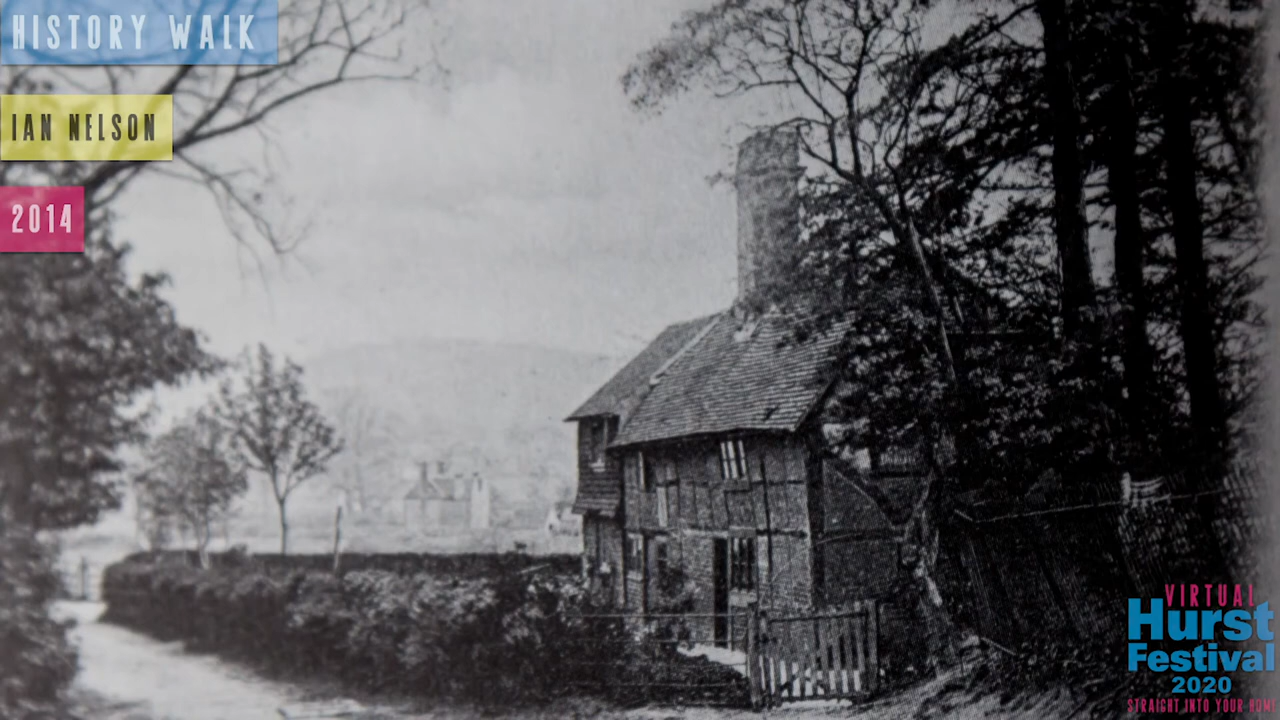 HISTORY WALK
IAN NELSON
2014
VIRTUAL
Hurst
Festival
2020
STRAIGHT INTO YOUR HOME